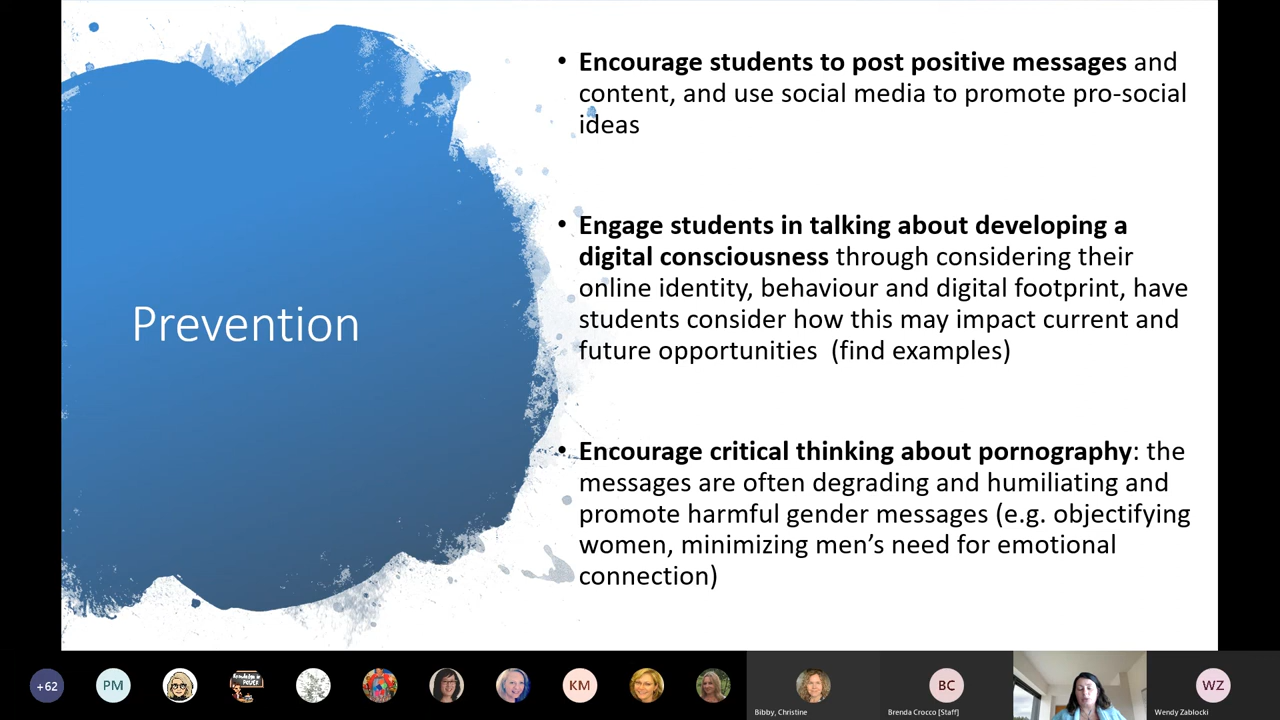 Prevention
• Encourage students to post positive messages and
content, and use social media to promote pro-social
ideas
• Engage students in talking about developing a
digital consciousness through considering their
online identity, behaviour and digital footprint, have
students consider how this may impact current and
future opportunities  (find examples)
• Encourage critical thinking about pornography: the
messages are often degrading and humiliating and
promote harmful gender messages (e.g. objectifying
women, minimizing men’s need for emotional
connection)
+62
PM
Knowledge is
POWER
KM
Bibby, Christine
BC
Brenda Crocco [Staff]
WZ
Wendy Zablocki